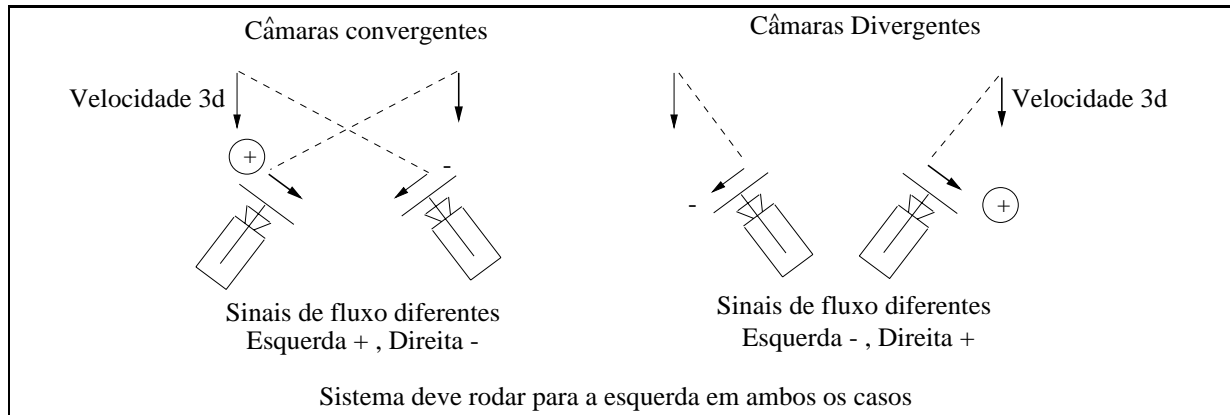 Câmaras convergentes
Velocidade 3d
+
-
Sinais de fluxo diferentes
Esquerda + , Direita -
Câmaras Divergentes
Velocidade 3d
-
+
Sinais de fluxo diferentes
Esquerda - , Direita +
Sistema deve rodar para a esquerda em ambos os casos